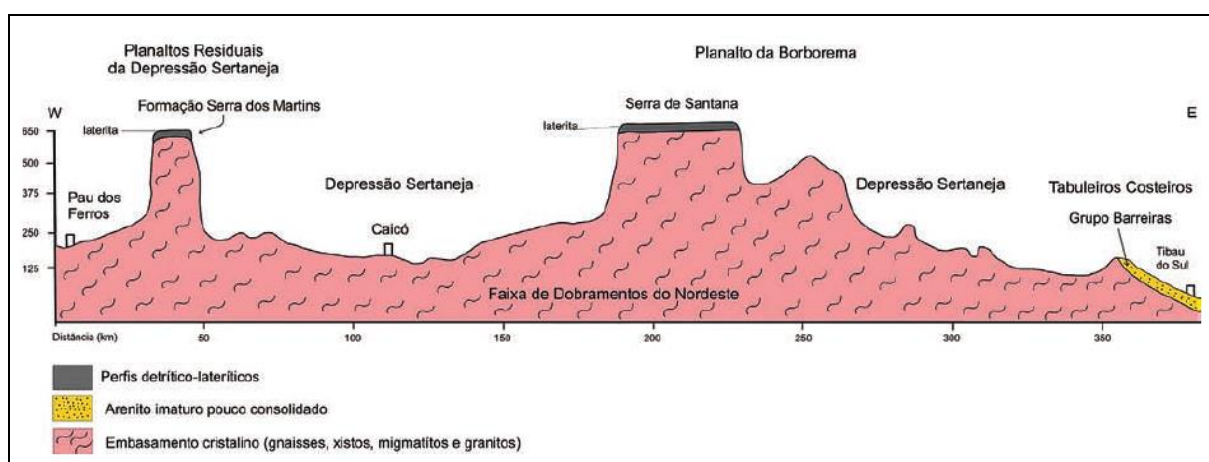 Planaltos Residuais
da Depressão Sertaneja
Planalto da Borborema
W
Formação Serra dos Martins
Serra de Santana
E
650
laterita
laterita
500
375
Depressão Sertaneja
Depressão Sertaneja
Tabuleiros Costeiros
Pau dos
Ferros
Grupo Barreiras
250
Caicó
Tibau
do Sul
125
Faixa de Dobramentos do Nordeste
Distância (km)
50
100
150
200
250
300
350
Perfis detrítico-lateríticos
Arenito imaturo pouco consolidado
Embasamento cristalino (gnaisses, xistos, migmatítos e granitos)